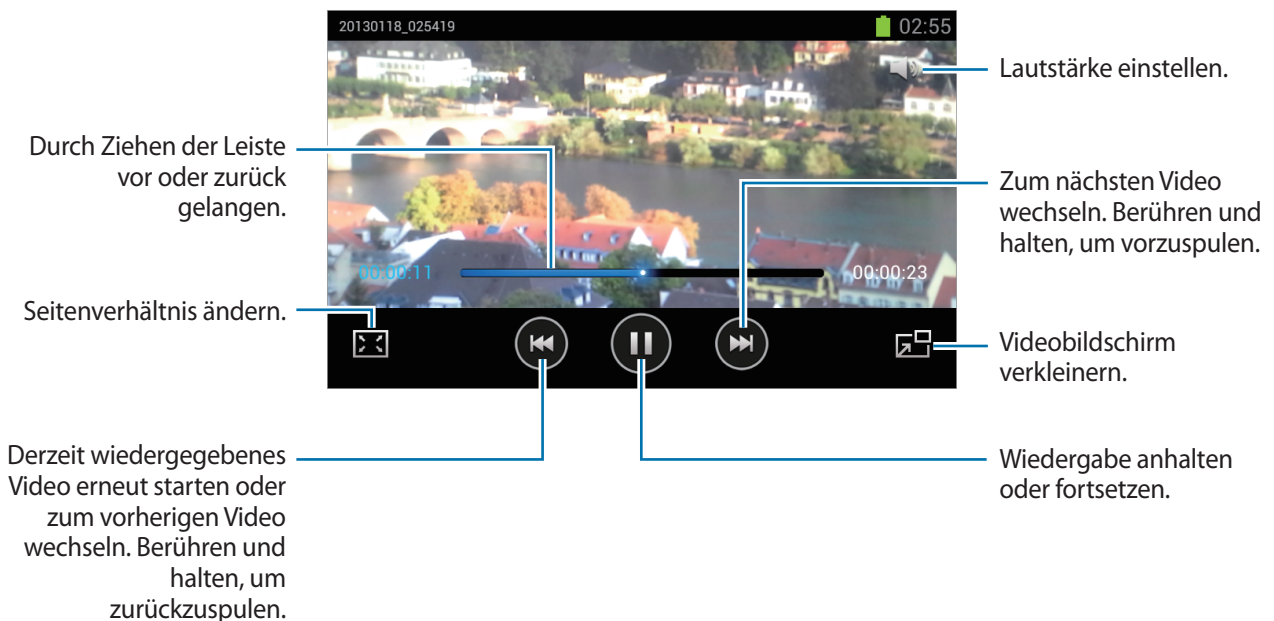 20130118_025419
02:55
Lautstärke einstellen.
Durch Ziehen der Leiste
vor oder zurück
gelangen.
Zum nächsten Video
wechseln. Berühren und
halten, um vorzuspulen.
00:00:11
00:00:23
Seitenverhältnis ändern.
Videobildschirm
verkleinern.
Derzeit wiedergegebenes
Video erneut starten oder
zum vorherigen Video
wechseln. Berühren und
halten, um
zurückzuspulen.
Wiedergabe anhalten
oder fortsetzen.